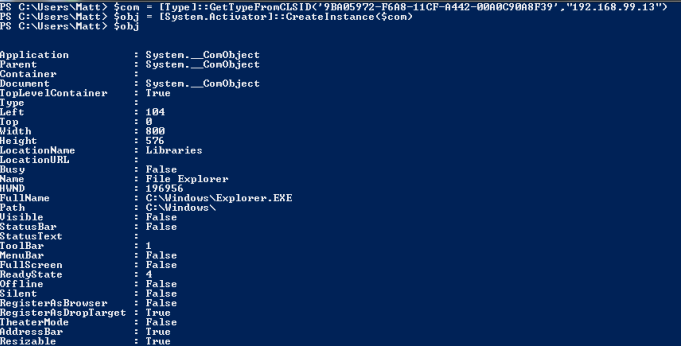 PS C:\Users\Matt> $com = [Type]::GetTypeFromCLSID('9BA05972-F6A8-11CF-A442-00A0C90A8F39',"192.168.99.13")
PS C:\Users\Matt> $obj = [System.Activator]::CreateInstance($com)
PS C:\Users\Matt> $obj
Application : System.__ComObject
Parent : System.__ComObject
Container :
Document : System.__ComObject
TopLevelContainer : True
Type :
Left : 104
Top : 0
Width : 800
Height : 576
LocationName : Libraries
LocationURL :
Busy : False
Name : File Explorer
HWND : 196956
FullName : C:\Windows\Explorer.EXE
Path : C:\Windows\
Visible : False
StatusBar : False
StatusText :
ToolBar : 1
MenuBar : False
FullScreen : False
ReadyState : 4
Offline : False
Silent : False
RegisterAsBrowser : False
RegisterAsDropTarget : True
TheaterMode : False
AddressBar : True
Resizable : True